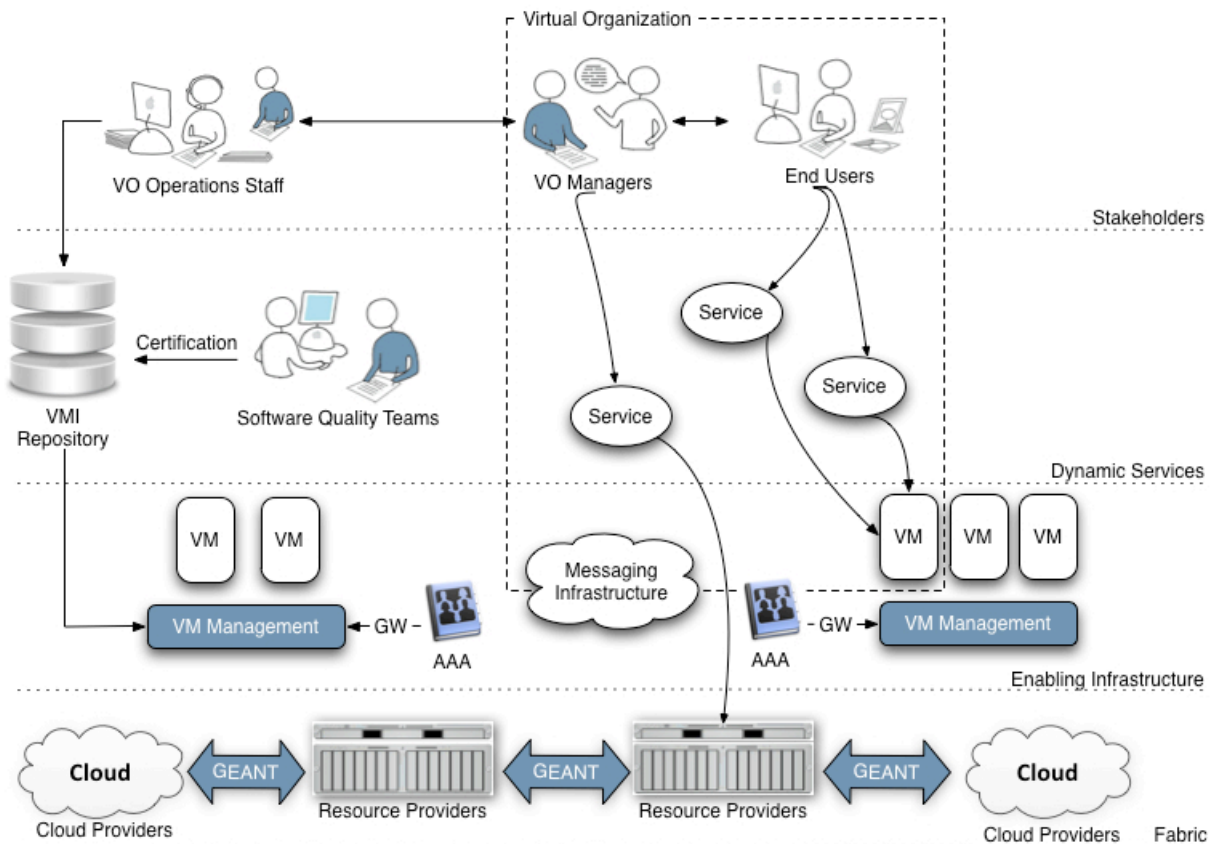 Virtual Organization
VO Operations Staff
VO Managers
End Users
Stakeholders
Service
Certification
Service
Service
VMI
Repository
Software Quality Teams
Dynamic Services
VM
VM
VM
VM
VM
Messaging
Infrastructure
VM Management
GW
AAA
AAA
GW
VM Management
Enabling Infrastructure
Cloud
GEANT
GEANT
GEANT
Cloud
Cloud Providers
Resource Providers
Resource Providers
Cloud Providers
Fabric